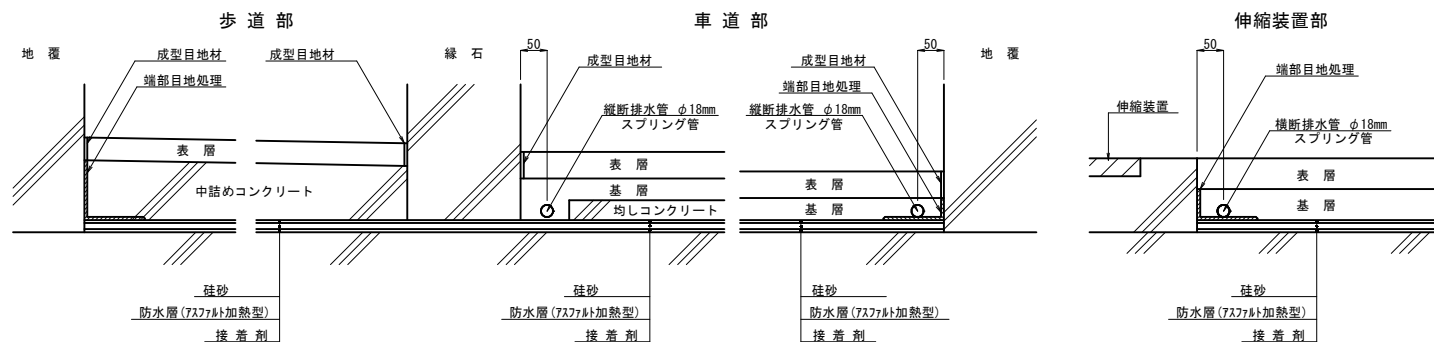 歩 道 部
地 覆
成型目地材
成型目地材
端部目地処理
表 層
中詰めコンクリート
硅砂
防水層(アスファルト加熱型)
接 着 剤
車 道 部
縁 石
50
成型目地材
縦断排水管 φ18mm
スプリング管
表 層
基 層
均しコンクリート
硅砂
防水層(アスファルト加熱型)
接 着 剤
50
地 覆
成型目地材
端部目地処理
縦断排水管 φ18mm
スプリング管
表 層
基 層
硅砂
防水層(アスファルト加熱型)
接 着 剤
伸縮装置部
50
端部目地処理
伸縮装置
横断排水管 φ18mm
スプリング管
表 層
基 層
硅砂
防水層(アスファルト加熱型)
接 着 剤